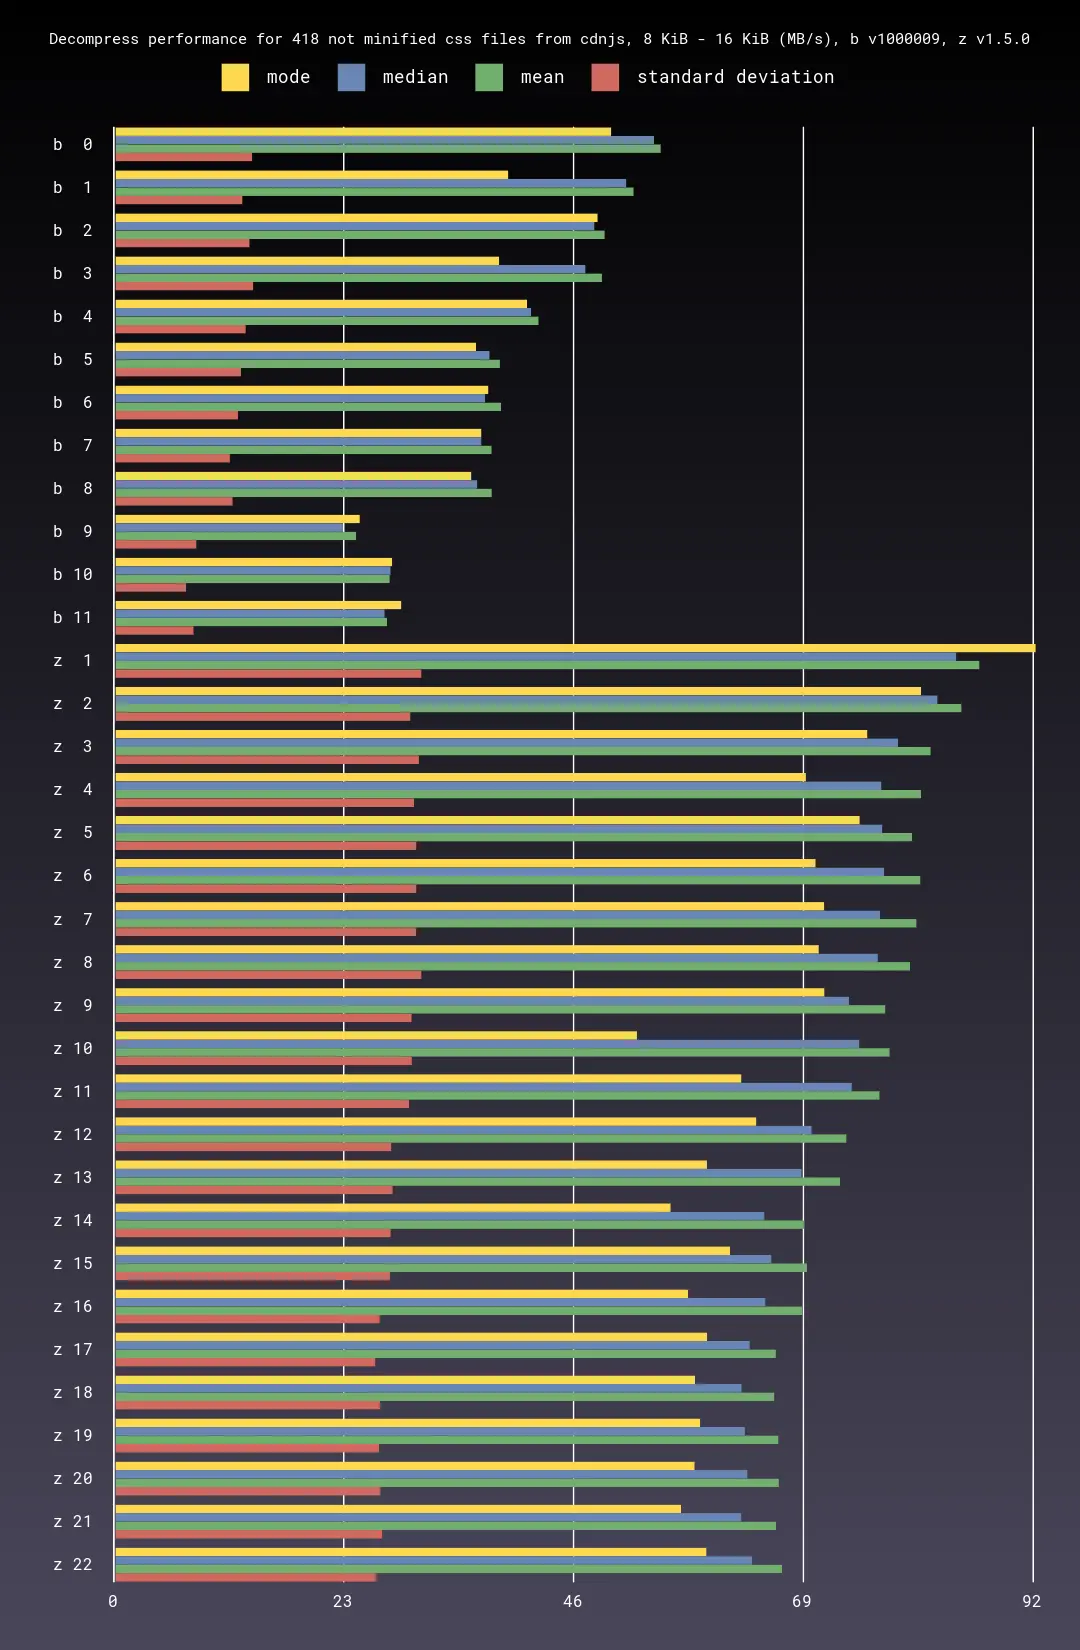 Decompress performance for 418 not minified css files from cdnjs, 8 KiB - 16 KiB (MB/s), b v1000009, z v1.5.0
mode median mean standard deviation
b 0
b 1
b 2
b 3
b 4
b 5
b 6
b 7
b 8
b 9
b 10
b 11
z 1
z 2
z 3
z 4
z 5
z 6
z 7
z 8
z 9
z 10
z 11
z 12
z 13
z 14
z 15
z 16
z 17
z 18
z 19
z 20
z 21
z 22
0 23 46 69 92